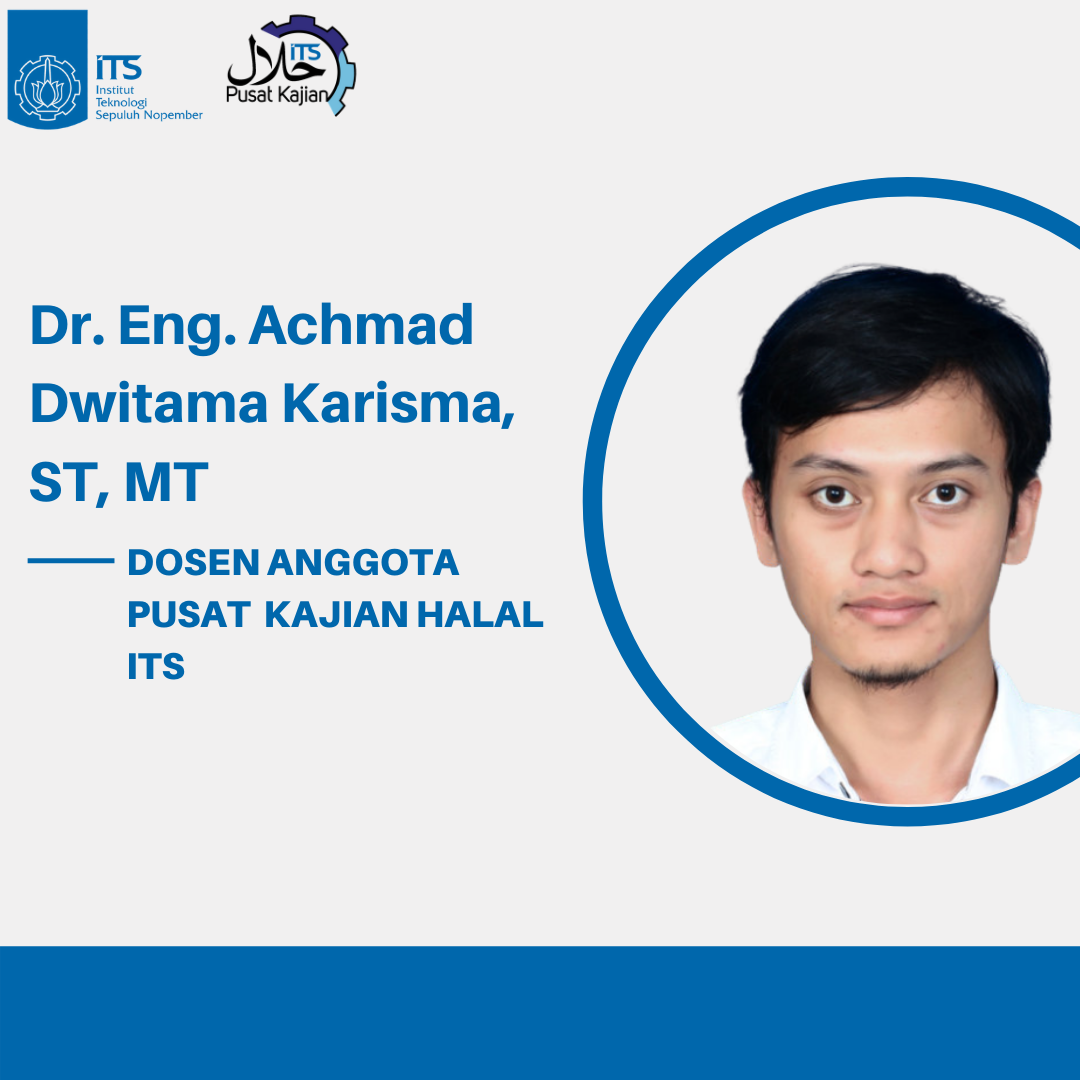 iTS
Institut
Teknologi
Sepuluh Nopember
iTS
حلال
Pusat Kajian
Dr. Eng. Achmad
Dwitama Karisma,
ST, MT
DOSEN ANGGOTA
PUSAT KAJIAN HALAL
ITS